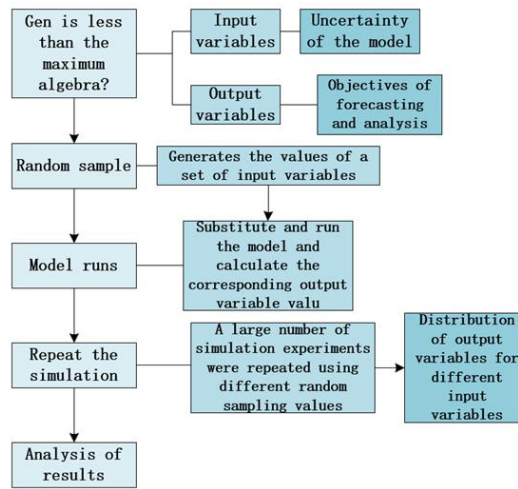 Gen is less
than the
maximum
algebra?
Input
variables
Uncertainty
of the model
Output
variables
Objectives of
forecasting
and analysis
Random sample
Generates the values of a
set of input variables
Model runs
Substitute and run
the model and
calculate the
corresponding output
variable valu
Repeat the
simulation
A large number of
simulation experiments
were repeated using
different random
sampling values
Distribution
of output
variables for
different
input
variables
Analysis of
results